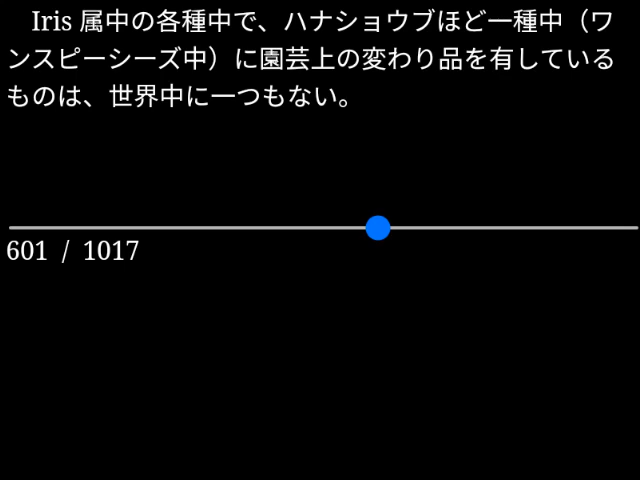 Iris 属中の各種中で、ハナショウブほど一種中（ワ
ンスピーシーズ中）に園芸上の変わり品を有している
ものは、世界中に一つもない。
601 / 1017